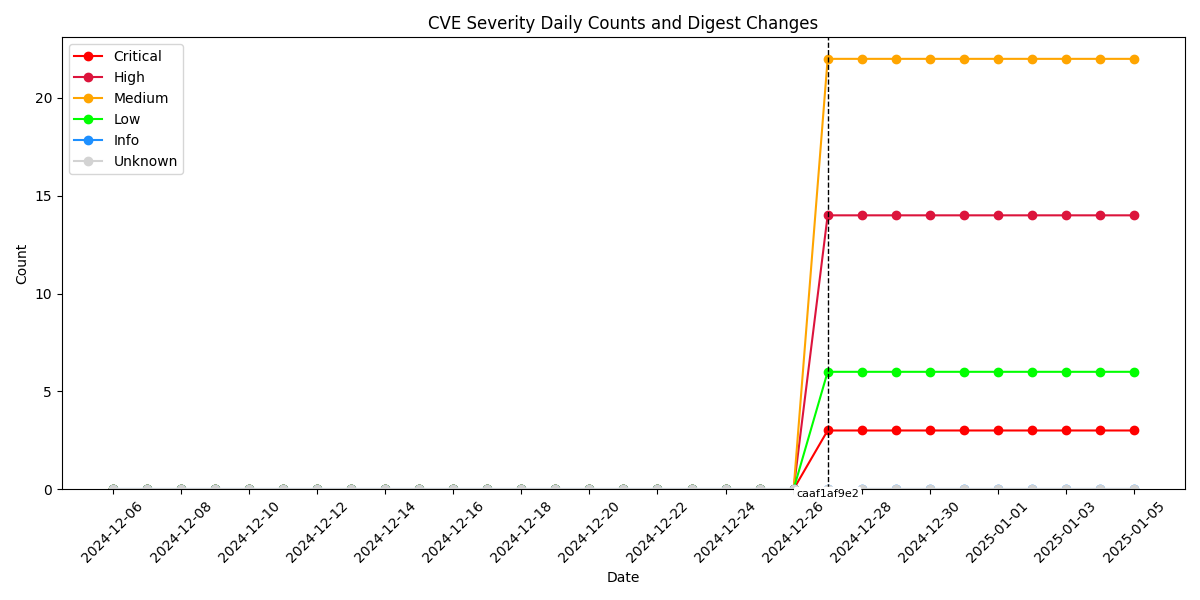 CVE Severity Daily Counts and Digest Changes
Critical
High
Medium
Low
Info
Unknown
Count
20
15
10
5
0
caaf1af9e2
2024-12-06
2024-12-08
2024-12-10
2024-12-12
2024-12-14
2024-12-16
2024-12-18
2024-12-20
2024-12-22
2024-12-24
2024-12-26
2024-12-28
2024-12-30
2025-01-01
2025-01-03
2025-01-05
Date